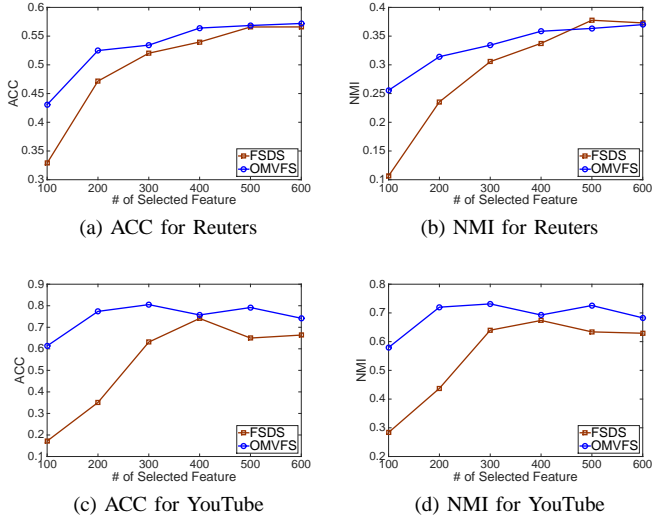 0.6
0.55
0.5
0.45
0.4
0.35
0.3
ACC
100 200 300 400 500 600
# of Selected Feature
FSDS
OMVFS
(a) ACC for Reuters
0.4
0.35
0.3
0.25
0.2
0.15
0.1
NMI
100 200 300 400 500 600
# of Selected Feature
FSDS
OMVFS
(b) NMI for Reuters
0.9
0.8
0.7
0.6
0.5
0.4
0.3
0.2
0.1
ACC
100 200 300 400 500 600
# of Selected Feature
FSDS
OMVFS
(c) ACC for YouTube
0.8
0.7
0.6
0.5
0.4
0.3
0.2
NMI
100 200 300 400 500 600
# of Selected Feature
FSDS
OMVFS
(d) NMI for YouTube